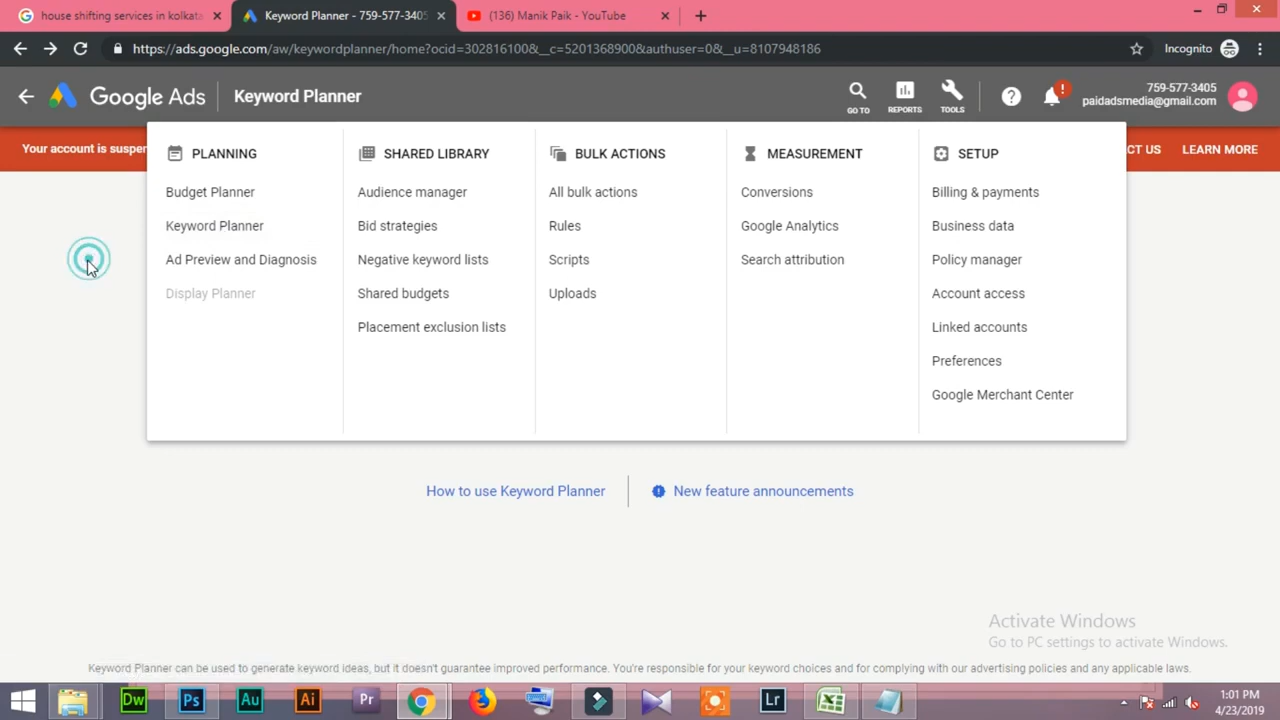 house shifting services in kolkata
Keyword Planner - 759-577-3405
(136) Manik Paik - YouTube
https://ads.google.com/aw/keywordplanner/home?ocid=302816100&__c=5201368900&authuser=0&__u=8107948186
Incognito
Google Ads
Keyword Planner
GO TO
REPORTS
TOOLS
759-577-3405
paidadsmedia@gmail.com
Your account is suspen
CT US
LEARN MORE
PLANNING
Budget Planner
Keyword Planner
Ad Preview and Diagnosis
Display Planner
SHARED LIBRARY
Audience manager
Bid strategies
Negative keyword lists
Shared budgets
Placement exclusion lists
BULK ACTIONS
All bulk actions
Rules
Scripts
Uploads
MEASUREMENT
Conversions
Google Analytics
Search attribution
SETUP
Billing & payments
Business data
Policy manager
Account access
Linked accounts
Preferences
Google Merchant Center
How to use Keyword Planner
New feature announcements
Activate Windows
Go to PC settings to activate Windows.
Keyword Planner can be used to generate keyword ideas, but it doesn't guarantee improved performance. You're responsible for your keyword choices and for complying with our advertising policies and any applicable laws.
Dw
Ps
Au
Ai
Pr
Lr
1:01 PM
4/23/2019